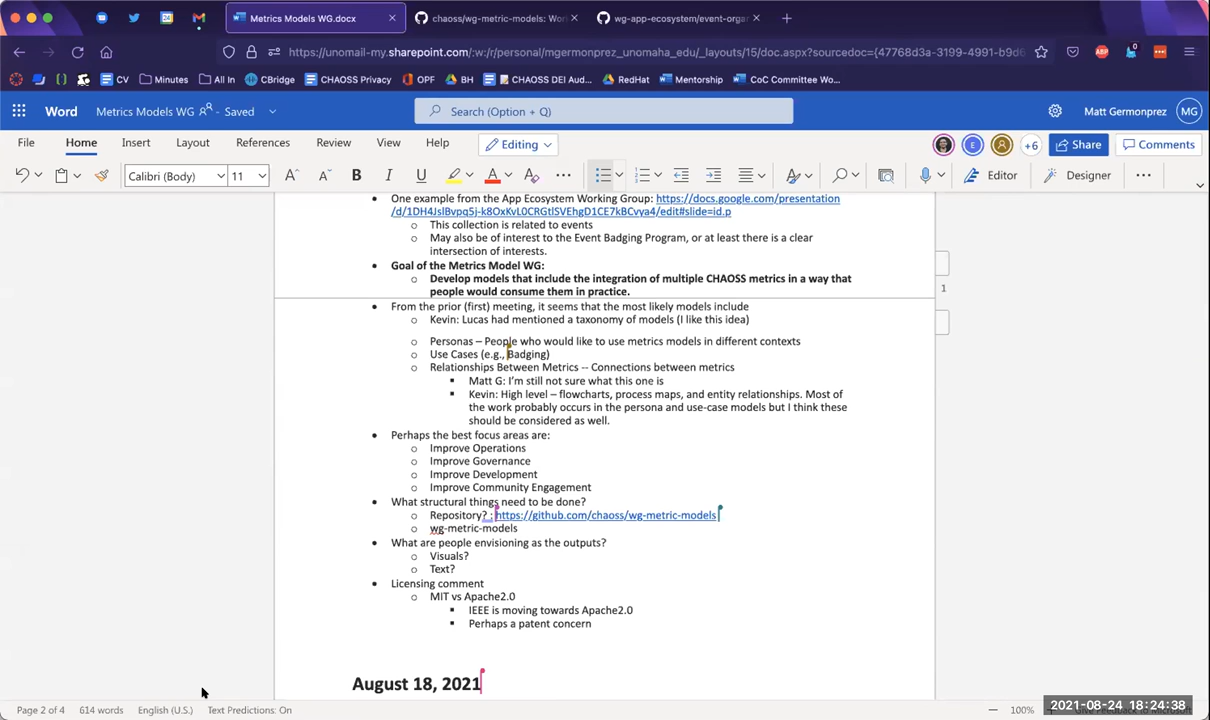 Metrics Models WG.docx
chaoss/wg-metric-models: Wor
wg-app-ecosystem/event-organ
https://unomail-my.sharepoint.com/:w:/r/personal/mgermonprez_unomaha_edu/_layouts/15/doc.aspx?sourcedoc={47768d3a-3199-4991-b9d6
CV
Minutes
All In
CBridge
CHAOSS Privacy
OPF
BH
CHAOSS DEI Aud...
RedHat
Mentorship
CoC Committee Wo...
Word
Metrics Models WG
- Saved
Search (Option + Q)
Matt Germonprez
MG
File
Home
Insert
Layout
References
Review
View
Help
Editing
E
A
+6
Share
Comments
Calibri (Body)
11
Editor
Designer
• One example from the App Ecosystem Working Group: https://docs.google.com/presentation
/d/1DH4JslBvpq5j-k8OxKvL0CRGtlSVEhgD1CE7kBCvya4/edit#slide=id.p
o This collection is related to events
o May also be of interest to the Event Badging Program, or at least there is a clear
intersection of interests.
• Goal of the Metrics Model WG:
o Develop models that include the integration of multiple CHAOSS metrics in a way that
people would consume them in practice.
1
• From the prior (first) meeting, it seems that the most likely models include
o Kevin: Lucas had mentioned a taxonomy of models (I like this idea)
o Personas – People who would like to use metrics models in different contexts
o Use Cases (e.g., Badging)
o Relationships Between Metrics -- Connections between metrics
▪ Matt G: I'm still not sure what this one is
▪ Kevin: High level – flowcharts, process maps, and entity relationships. Most of
the work probably occurs in the persona and use-case models but I think these
should be considered as well.
• Perhaps the best focus areas are:
o Improve Operations
o Improve Governance
o Improve Development
o Improve Community Engagement
• What structural things need to be done?
o Repository? : https://github.com/chaoss/wg-metric-models
o wg-metric-models
• What are people envisioning as the outputs?
o Visuals?
o Text?
• Licensing comment
o MIT vs Apache2.0
▪ IEEE is moving towards Apache2.0
▪ Perhaps a patent concern
August 18, 2021
Page 2 of 4
614 words
English (U.S.)
Text Predictions: On
100%
2021-08-24 18:24:38